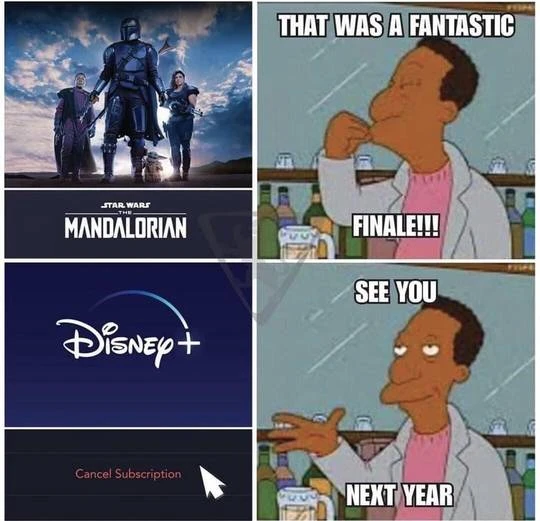 THAT WAS A FANTASTIC
FINALE!!!
STAR WARS
THE
MANDALORIAN
SEE YOU
NEXT YEAR
Disney+
Cancel Subscription